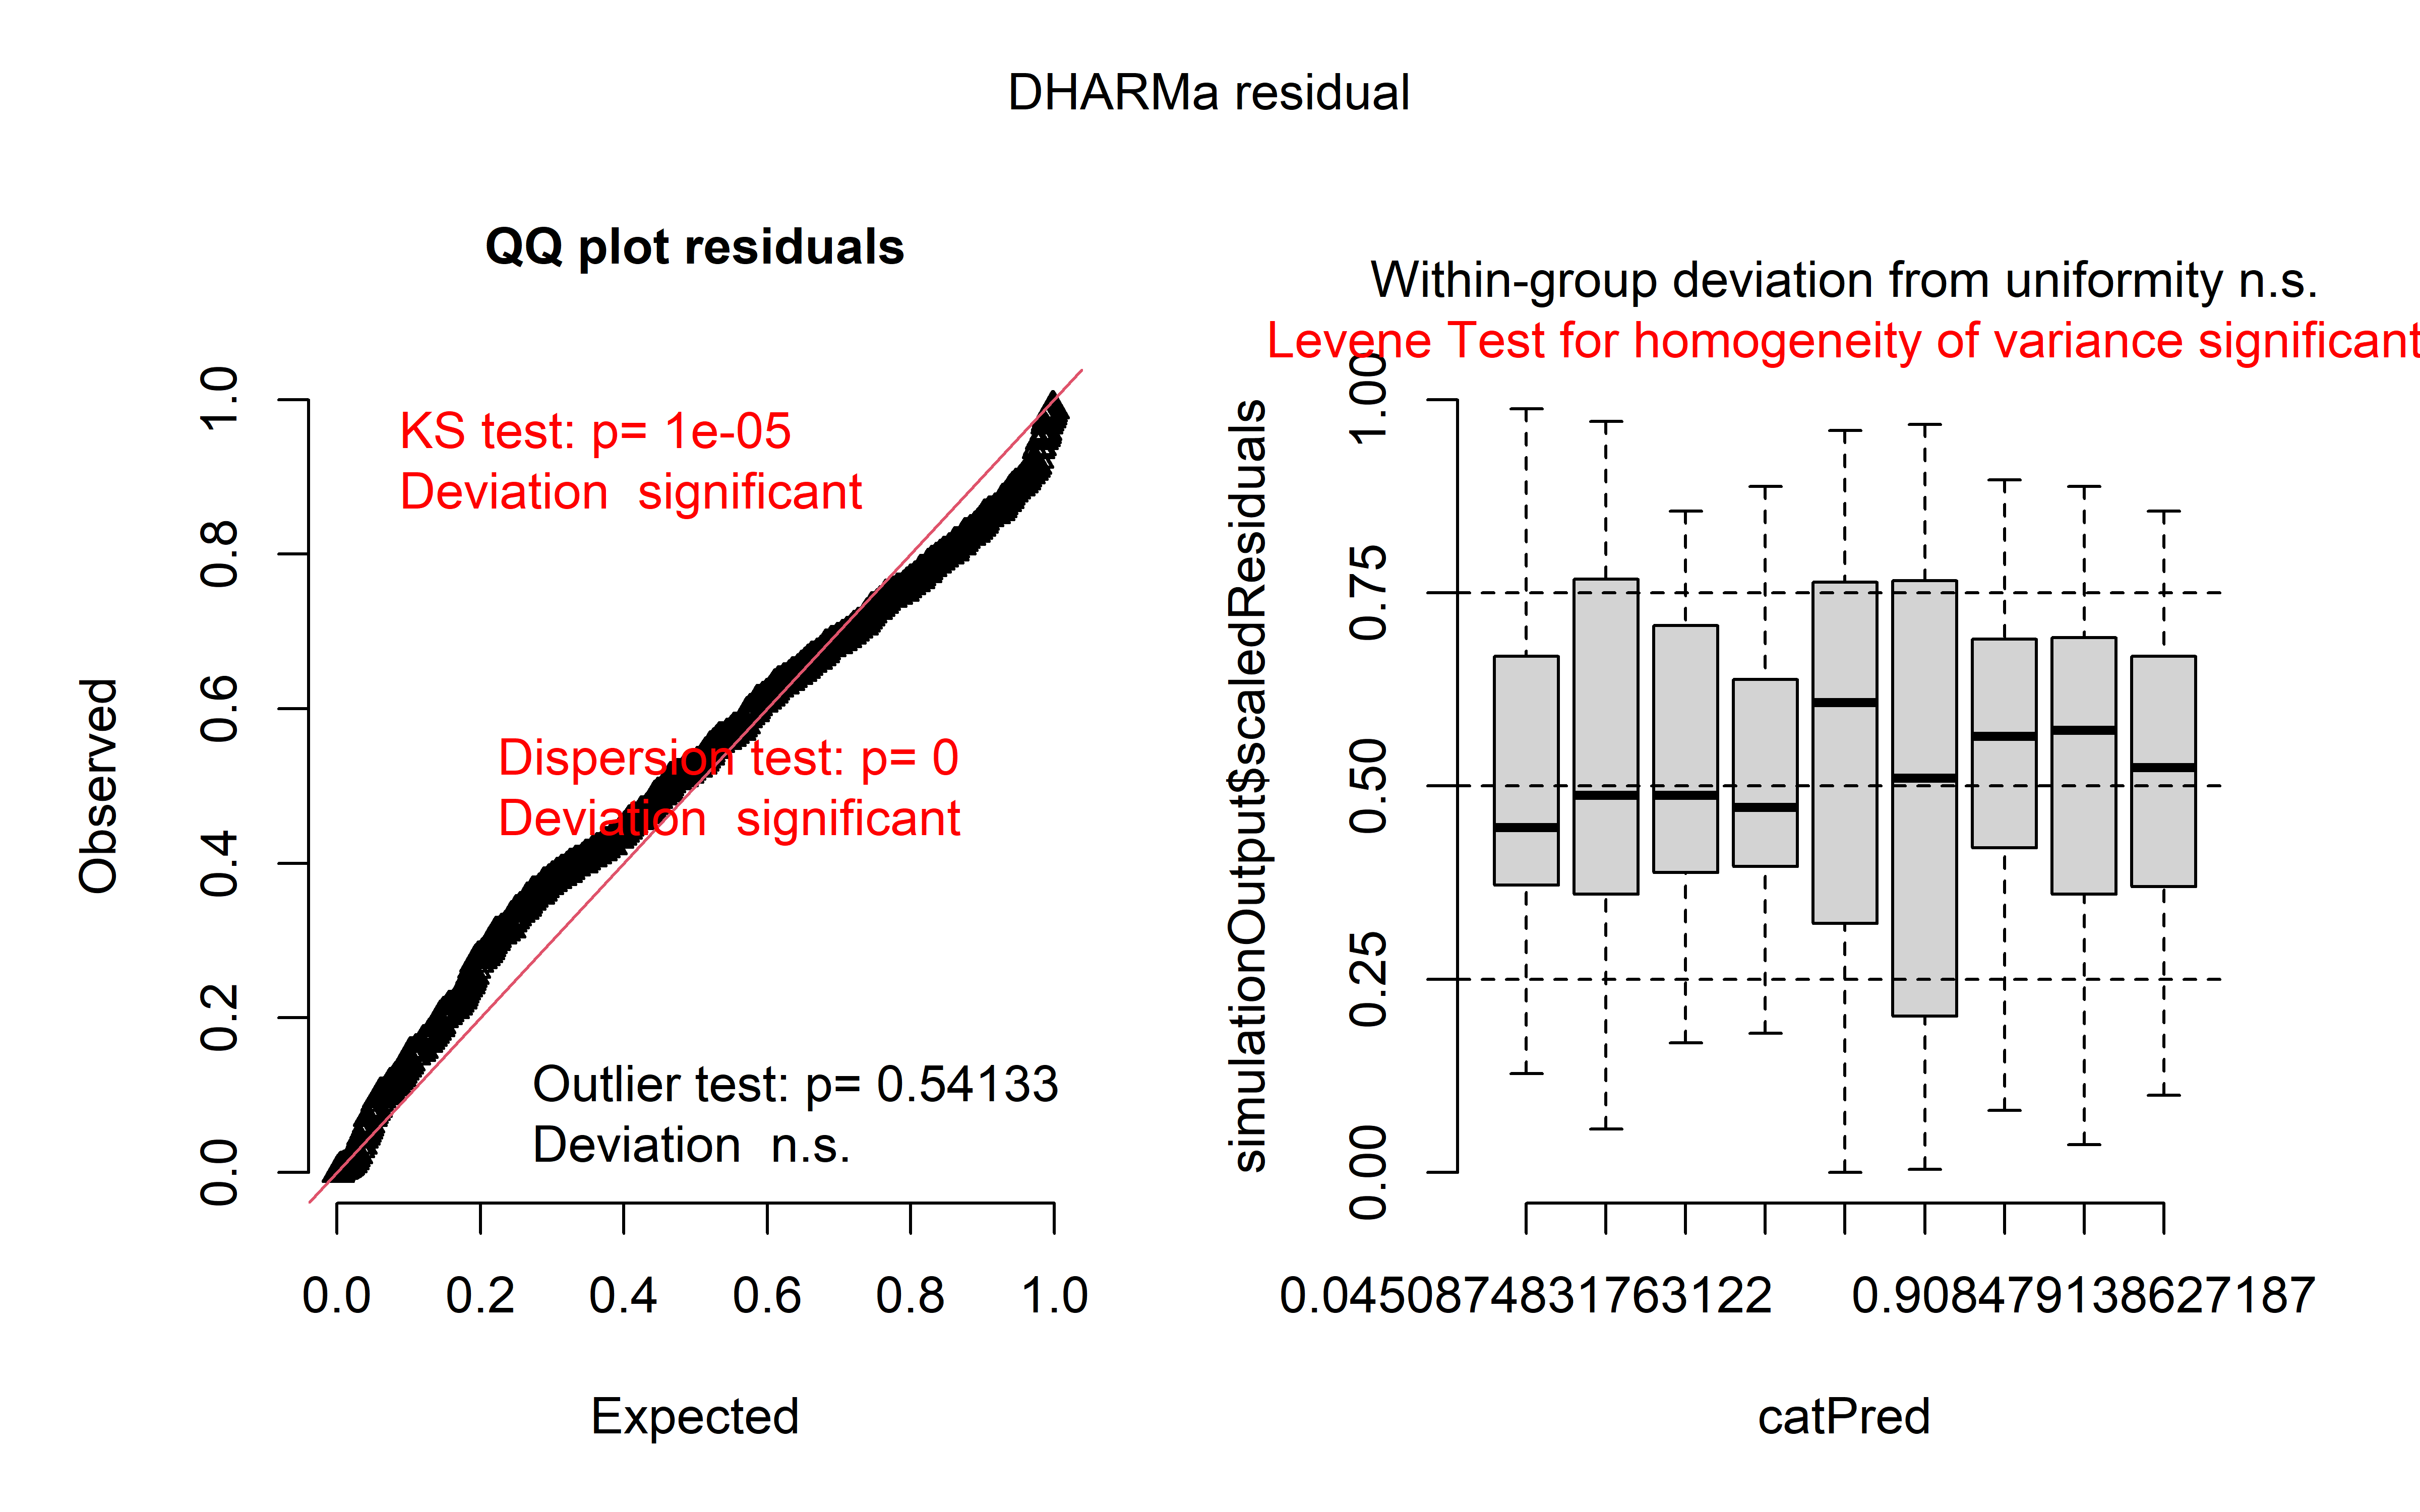 DHARMa residual
QQ plot residuals
KS test: p= 1e-05
Deviation  significant
Dispersion test: p= 0
Deviation  significant
Outlier test: p= 0.54133
Deviation  n.s.
Observed
0.0 0.2 0.4 0.6 0.8 1.0
0.0 0.2 0.4 0.6 0.8 1.0
Expected
Within-group deviation from uniformity n.s.
Levene Test for homogeneity of variance significant
simulationOutput$scaledResiduals
0.00 0.25 0.50 0.75 1.00
0.0450874831763122 0.908479138627187
catPred